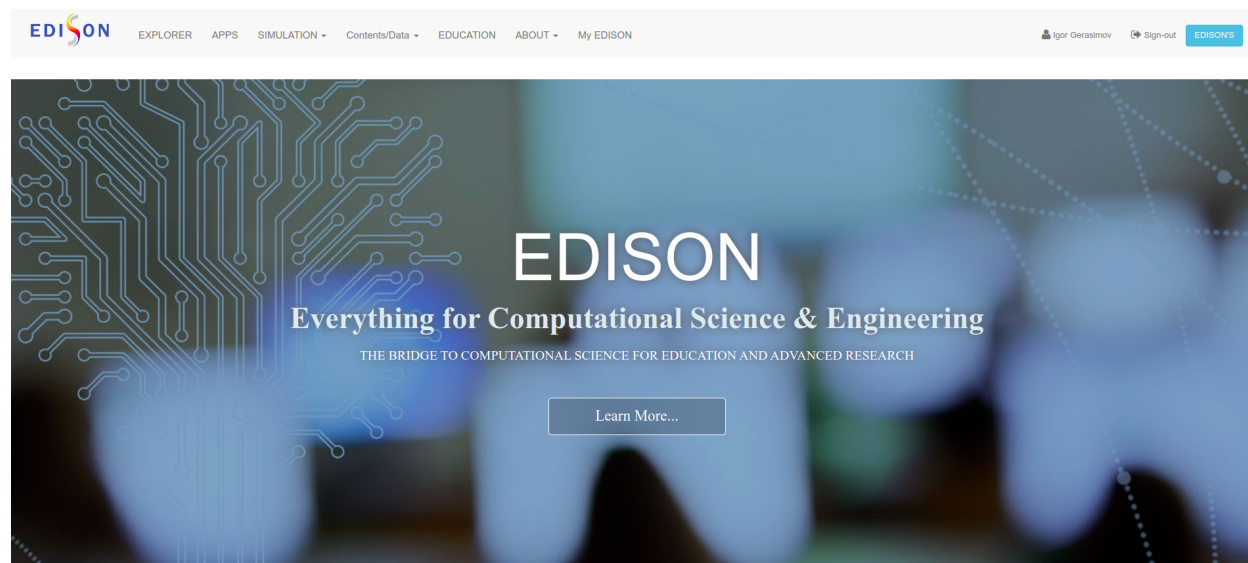 EDISON EXPLORER APPS SIMULATION Contents/Data EDUCATION ABOUT My EDISON Igor Gerasimov Sign-out EDISON'S
EDISON
Everything for Computational Science & Engineering
THE BRIDGE TO COMPUTATIONAL SCIENCE FOR EDUCATION AND ADVANCED RESEARCH
Learn More...